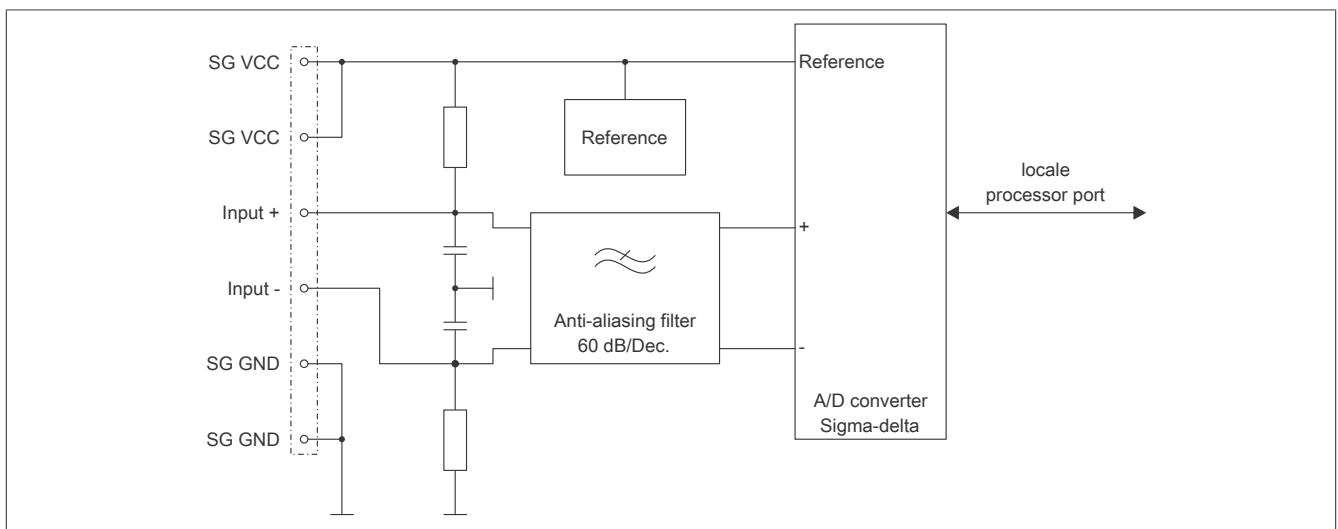 SG VCC
Reference
SG VCC
Reference
locale
processor port
Input +
+
Input -
Anti-aliasing filter
60 dB/Dec.
-
SG GND
A/D converter
Sigma-delta
SG GND